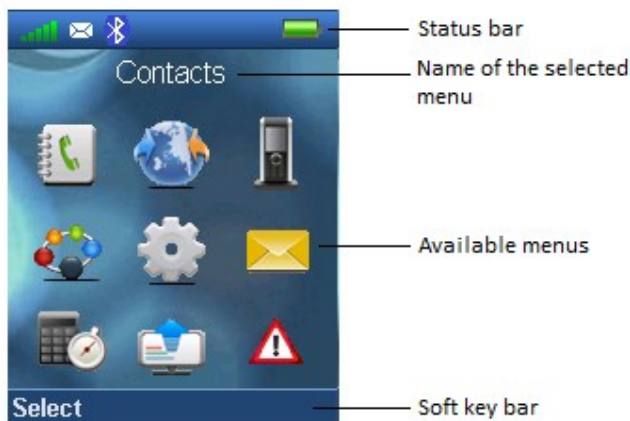 Status bar
Contacts
Name of the selected
menu
Available menus
Select
Soft key bar